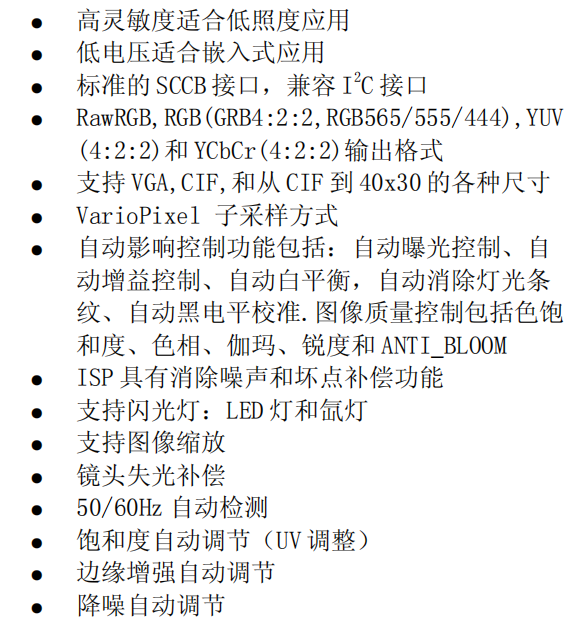 ● 高灵敏度适合低照度应用
● 低电压适合嵌入式应用
● 标准的 SCCB 接口，兼容 I²C 接口
● RawRGB,RGB(GRB4:2:2,RGB565/555/444),YUV
(4:2:2)和 YCbCr(4:2:2)输出格式
● 支持 VGA,CIF,和从 CIF 到 40x30 的各种尺寸
● VarioPixel 子采样方式
● 自动影响控制功能包括：自动曝光控制、自
动增益控制、自动白平衡，自动消除灯光条
纹、自动黑电平校准.图像质量控制包括色饱
和度、色相、伽玛、锐度和 ANTI_BLOOM
● ISP 具有消除噪声和坏点补偿功能
● 支持闪光灯：LED 灯和氙灯
● 支持图像缩放
● 镜头失光补偿
● 50/60Hz 自动检测
● 饱和度自动调节（UV 调整）
● 边缘增强自动调节
● 降噪自动调节